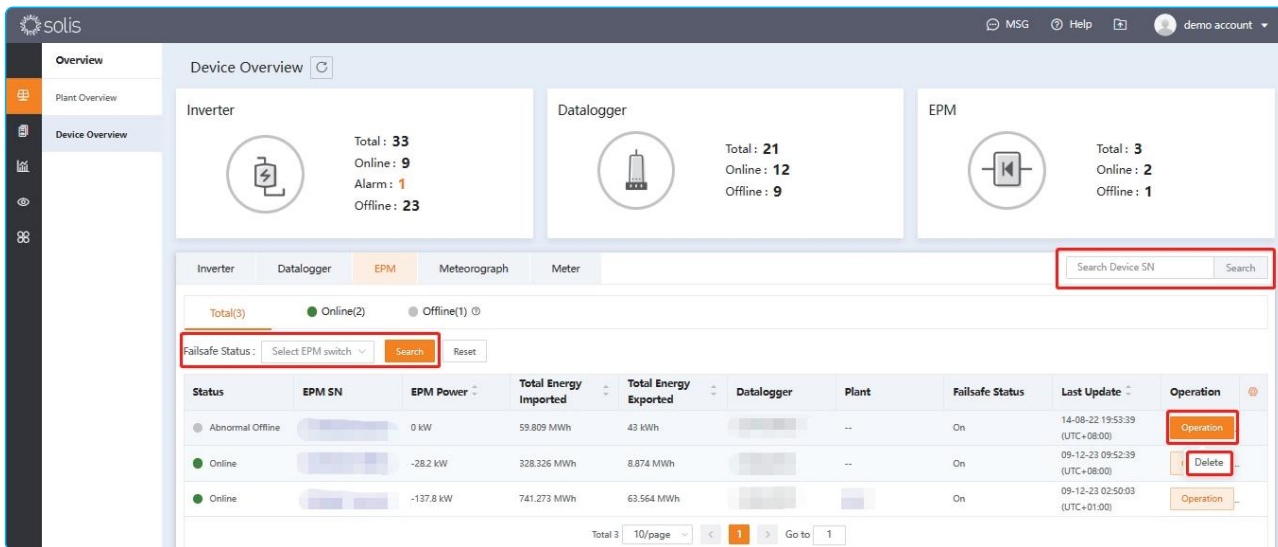 solis
MSG Help demo account
Overview
Plant Overview
Device Overview
Device Overview
Inverter
Total : 33
Online : 9
Alarm : 1
Offline : 23
Datalogger
Total : 21
Online : 12
Offline : 9
EPM
Total : 3
Online : 2
Offline : 1
Inverter Datalogger EPM Meteorograph Meter Search Device SN Search
Total(3) Online(2) Offline(1)
Failsafe Status : Select EPM switch Search Reset
Status EPM SN EPM Power Total Energy Imported Total Energy Exported Datalogger Plant Failsafe Status Last Update Operation
Abnormal Offline 0 kW 59.809 MWh 43 kWh -- On 14-08-22 19:53:39 (UTC+08:00) Operation
Online -28.2 kW 328.326 MWh 8.874 MWh -- On 09-12-23 09:52:39 (UTC+08:00) Delete
Online -137.8 kW 741.273 MWh 63.564 MWh On 09-12-23 02:50:03 (UTC+01:00) Operation
Total 3 10/page < 1 > Go to 1